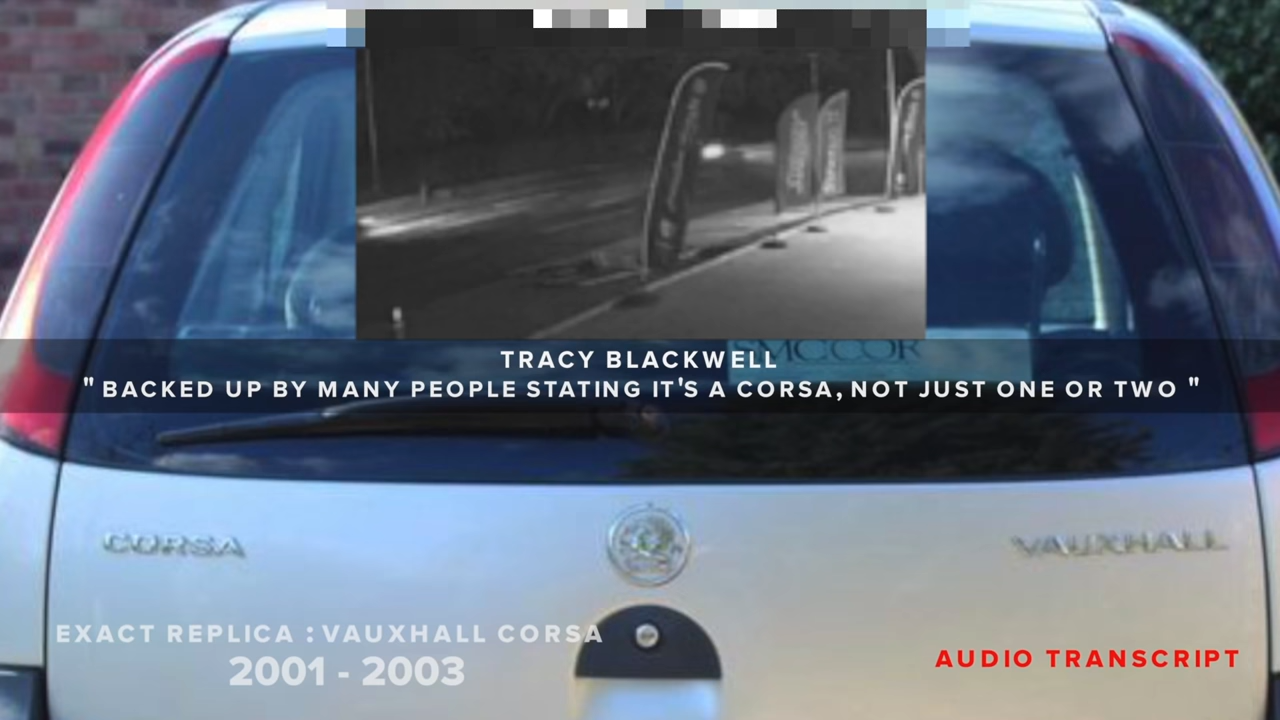 TRACY BLACKWELL
" BACKED UP BY MANY PEOPLE STATING IT'S A CORSA, NOT JUST ONE OR TWO "
CORSA
VAUXHALL
EXACT REPLICA : VAUXHALL CORSA
2001 - 2003
AUDIO TRANSCRIPT